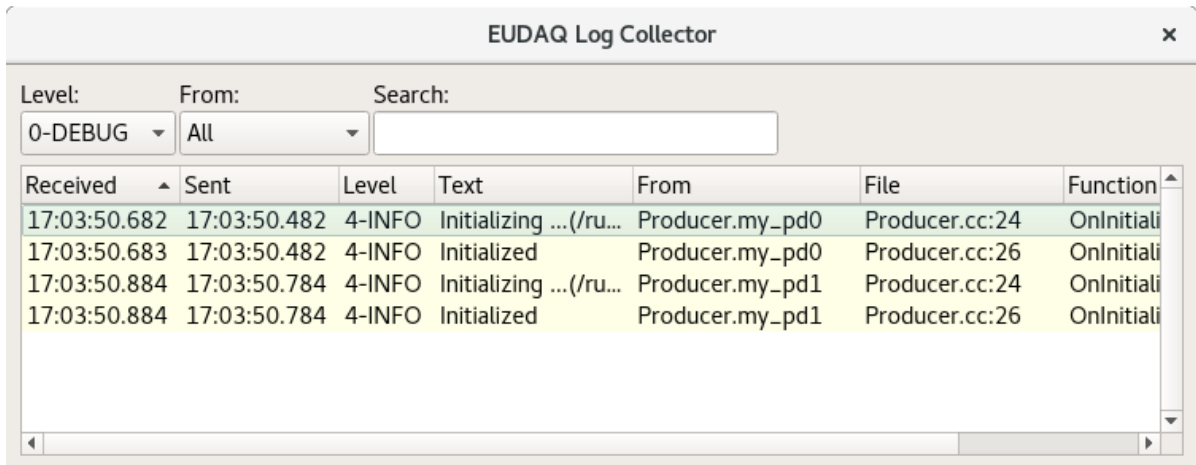 EUDAQ Log Collector ×
Level: From: Search:
0-DEBUG All
Received Sent Level Text From File Function
17:03:50.682 17:03:50.482 4-INFO Initializing ...(/ru... Producer.my_pd0 Producer.cc:24 OnInitiali
17:03:50.683 17:03:50.482 4-INFO Initialized Producer.my_pd0 Producer.cc:26 OnInitiali
17:03:50.884 17:03:50.784 4-INFO Initializing ...(/ru... Producer.my_pd1 Producer.cc:24 OnInitiali
17:03:50.884 17:03:50.784 4-INFO Initialized Producer.my_pd1 Producer.cc:26 OnInitiali